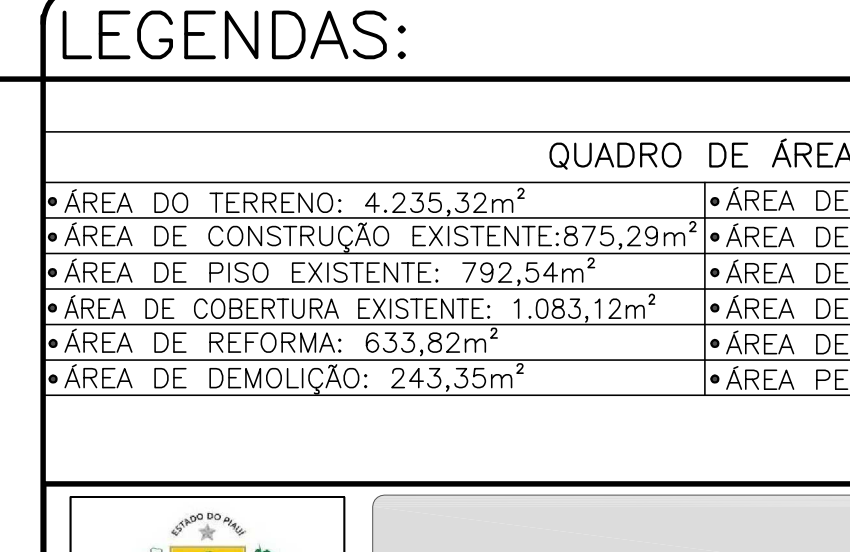 LEGENDAS:
QUADRO DE ÁREA
• ÁREA DO TERRENO: 4.235,32m² • ÁREA DE
• ÁREA DE CONSTRUÇÃO EXISTENTE:875,29m² • ÁREA DE
• ÁREA DE PISO EXISTENTE: 792,54m² • ÁREA DE
• ÁREA DE COBERTURA EXISTENTE: 1.083,12m² • ÁREA DE
• ÁREA DE REFORMA: 633,82m² • ÁREA DE
• ÁREA DE DEMOLIÇÃO: 243,35m² • ÁREA PE
ESTADO DO PIAUÍ